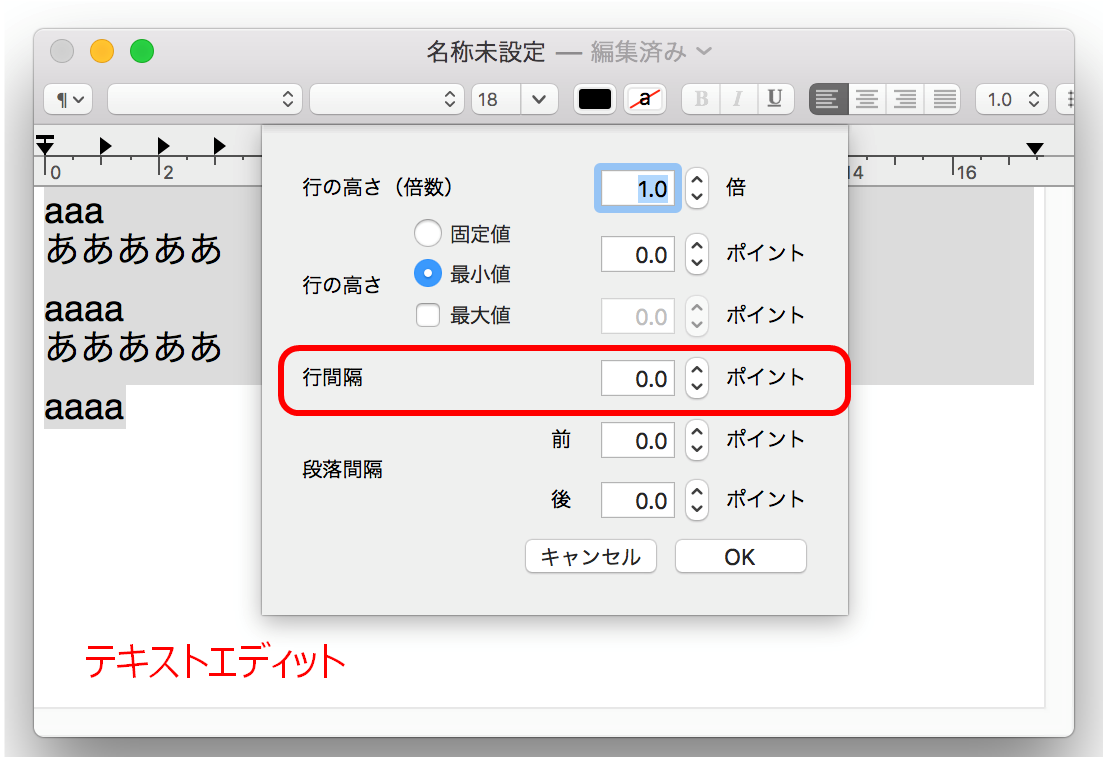 名称未設定 — 編集済み
¶ 18 a B I U 1.0
0 2 14 16
aaa
あああああ
aaaa
あああああ
aaaa
行の高さ（倍数） 1.0 倍
固定値 0.0 ポイント
行の高さ 最小値
最大値 0.0 ポイント
行間隔 0.0 ポイント
前 0.0 ポイント
段落間隔
後 0.0 ポイント
キャンセル OK
テキストエディット